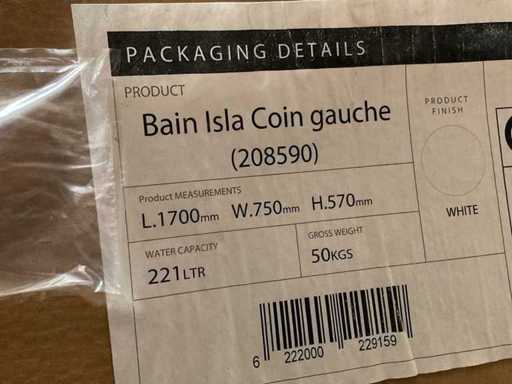 PACKAGING DETAILS
PRODUCT
Bain Isla Coin gauche
(208590)
PRODUCT
FINISH
WHITE
Product MEASUREMENTS
L.1700mm W.750mm H.570mm
WATER CAPACITY
221LTR
GROSS WEIGHT
50KGS
6 222000 229159